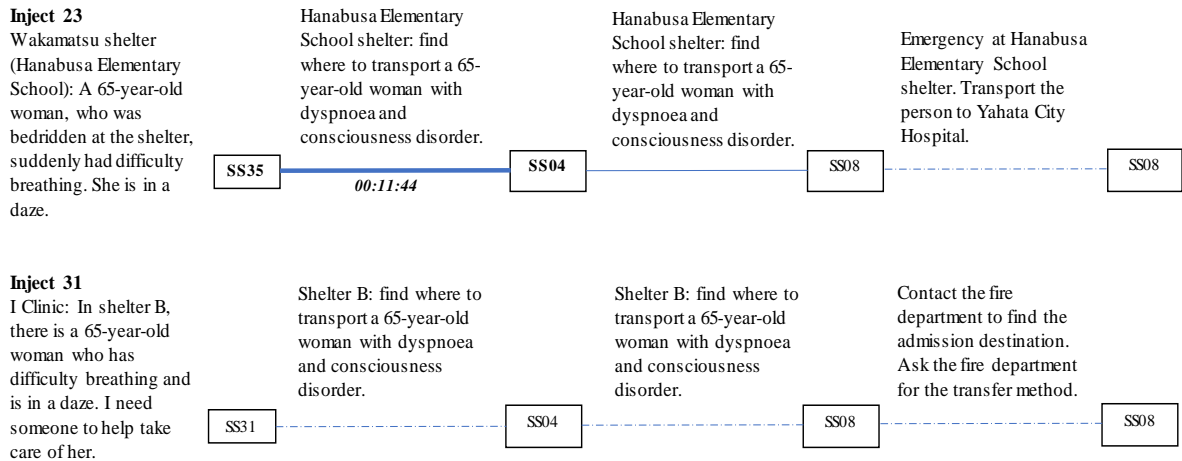 Inject 23
Wakamatsu shelter
(Hanabusa Elementary
School): A 65-year-old
woman, who was
bedridden at the shelter,
suddenly had difficulty
breathing. She is in a
daze.
Hanabusa Elementary
School shelter: find
where to transport a 65-
year-old woman with
dyspnoea and
consciousness disorder.
Hanabusa Elementary
School shelter: find
where to transport a 65-
year-old woman with
dyspnoea and
consciousness disorder.
Emergency at Hanabusa
Elementary School
shelter. Transport the
person to Yahata City
Hospital.
SS35
00:11:44
SS04
SS08
SS08
Inject 31
I Clinic: In shelter B,
there is a 65-year-old
woman who has
difficulty breathing and
is in a daze. I need
someone to help take
care of her.
Shelter B: find where to
transport a 65-year-old
woman with dyspnoea
and consciousness
disorder.
Shelter B: find where to
transport a 65-year-old
woman with dyspnoea
and consciousness
disorder.
Contact the fire
department to find the
admission destination.
Ask the fire department
for the transfer method.
SS31
SS04
SS08
SS08